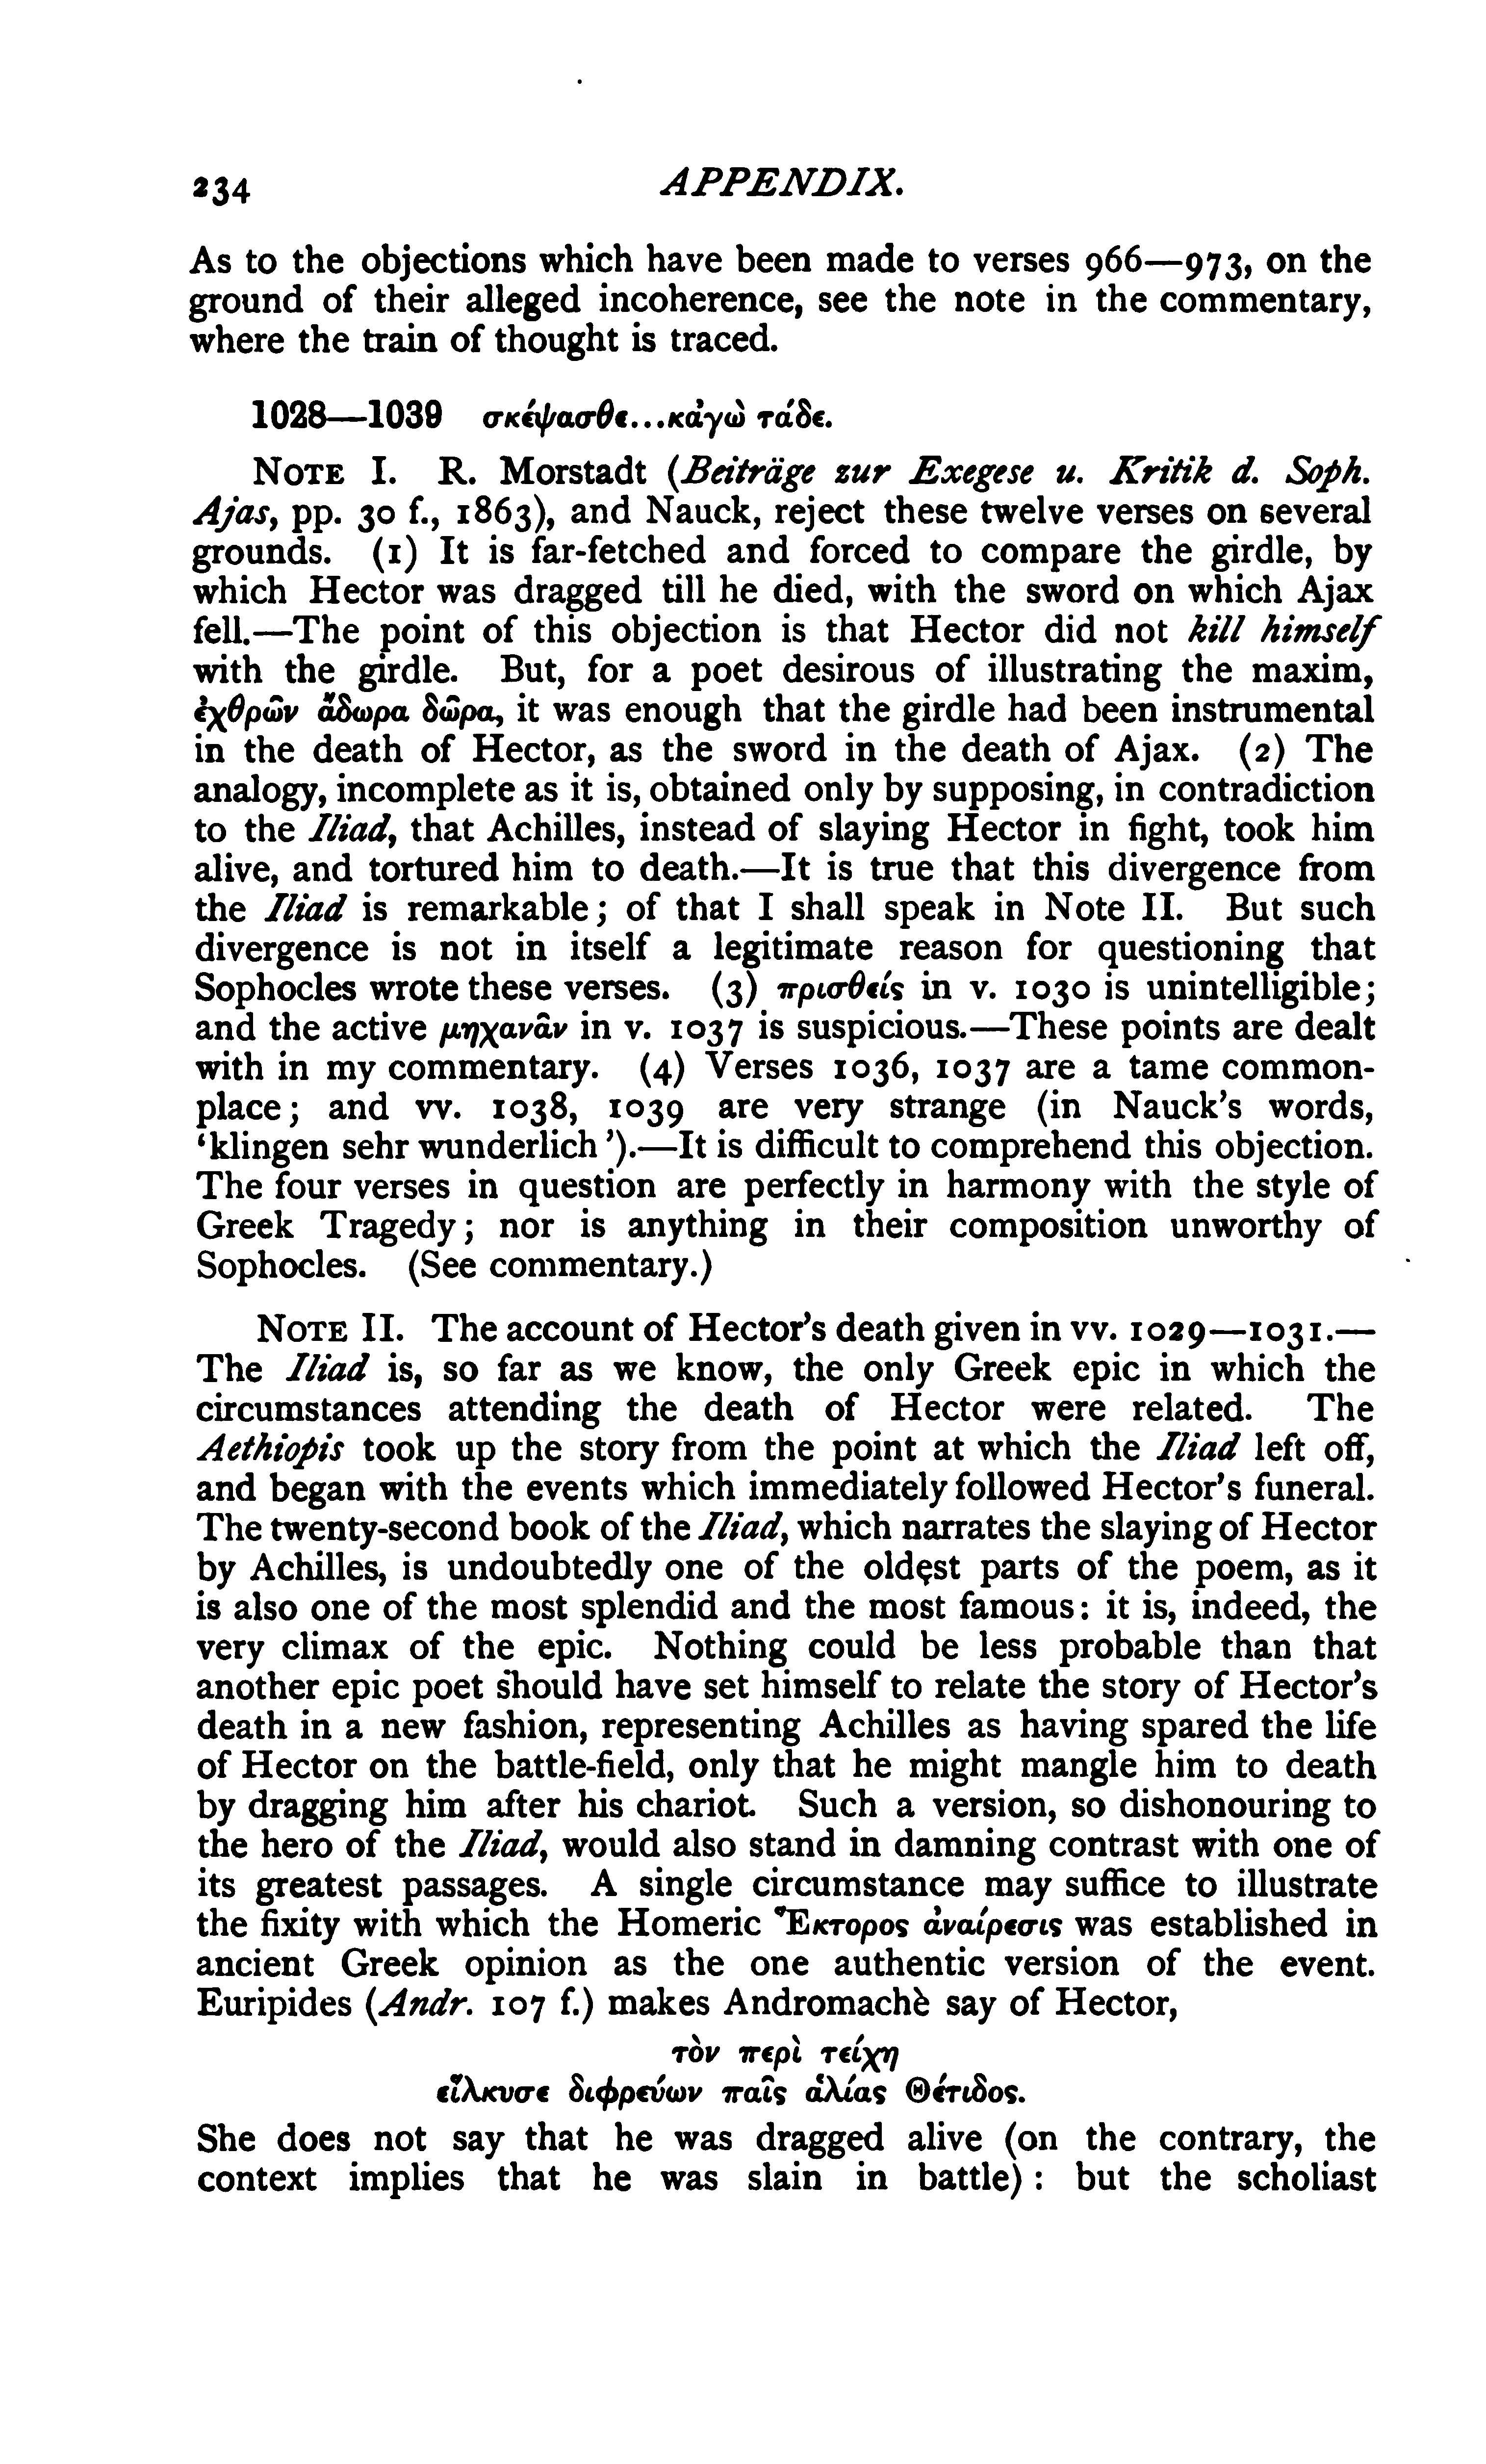 234 APPENDIX.
As to the objections which have been made to verses 966—973, on the
ground of their alleged incoherence, see the note in the commentary,
where the train of thought is traced.
1028—1039 σκέψασθε...κἀγὼ τάδε.
NOTE I. R. Morstadt (Beiträge zur Exegese u. Kritik d. Soph.
Ajas, pp. 30 f., 1863), and Nauck, reject these twelve verses on several
grounds. (1) It is far-fetched and forced to compare the girdle, by
which Hector was dragged till he died, with the sword on which Ajax
fell.—The point of this objection is that Hector did not kill himself
with the girdle. But, for a poet desirous of illustrating the maxim,
ἐχθρῶν ἄδωρα δῶρα, it was enough that the girdle had been instrumental
in the death of Hector, as the sword in the death of Ajax. (2) The
analogy, incomplete as it is, obtained only by supposing, in contradiction
to the Iliad, that Achilles, instead of slaying Hector in fight, took him
alive, and tortured him to death.—It is true that this divergence from
the Iliad is remarkable; of that I shall speak in Note II. But such
divergence is not in itself a legitimate reason for questioning that
Sophocles wrote these verses. (3) πρισθείς in v. 1030 is unintelligible;
and the active μηχανᾶν in v. 1037 is suspicious.—These points are dealt
with in my commentary. (4) Verses 1036, 1037 are a tame common-
place; and vv. 1038, 1039 are very strange (in Nauck's words,
‘klingen sehr wunderlich’).—It is difficult to comprehend this objection.
The four verses in question are perfectly in harmony with the style of
Greek Tragedy; nor is anything in their composition unworthy of
Sophocles. (See commentary.)
NOTE II. The account of Hector's death given in vv. 1029—1031.—
The Iliad is, so far as we know, the only Greek epic in which the
circumstances attending the death of Hector were related. The
Aethiopis took up the story from the point at which the Iliad left off,
and began with the events which immediately followed Hector's funeral.
The twenty-second book of the Iliad, which narrates the slaying of Hector
by Achilles, is undoubtedly one of the oldest parts of the poem, as it
is also one of the most splendid and the most famous: it is, indeed, the
very climax of the epic. Nothing could be less probable than that
another epic poet should have set himself to relate the story of Hector's
death in a new fashion, representing Achilles as having spared the life
of Hector on the battle-field, only that he might mangle him to death
by dragging him after his chariot. Such a version, so dishonouring to
the hero of the Iliad, would also stand in damning contrast with one of
its greatest passages. A single circumstance may suffice to illustrate
the fixity with which the Homeric Ἕκτορος ἀναίρεσις was established in
ancient Greek opinion as the one authentic version of the event.
Euripides (Andr. 107 f.) makes Andromachè say of Hector,
τὸν περὶ τείχη
εἵλκυσε διφρεύων παῖς ἁλίας Θέτιδος.
She does not say that he was dragged alive (on the contrary, the
context implies that he was slain in battle): but the scholiast